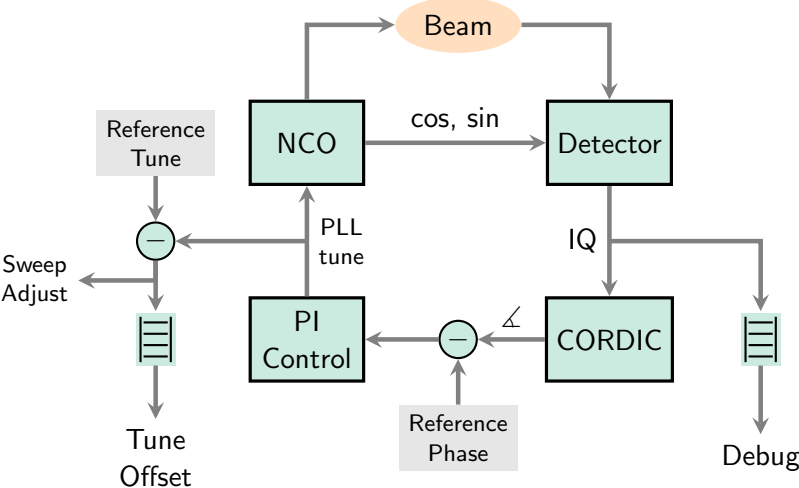 Beam
Reference
Tune
NCO
cos, sin
Detector
−
PLL
tune
IQ
Sweep
Adjust
PI
Control
−
∡
CORDIC
Reference
Phase
Tune
Offset
Debug